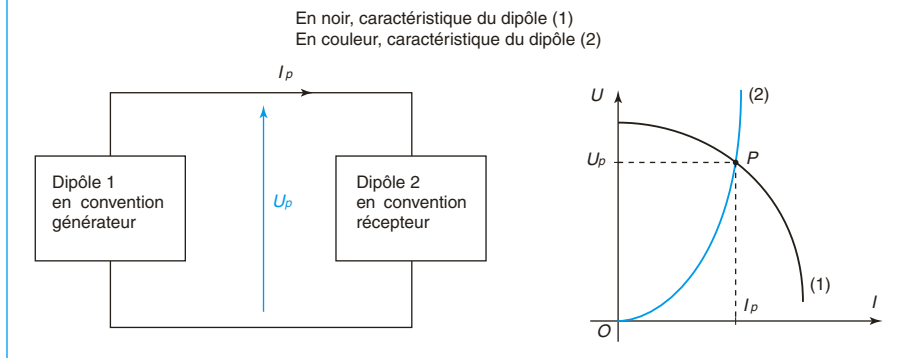 En noir, caractéristique du dipôle (1)
En couleur, caractéristique du dipôle (2)
Ip
Dipôle 1
en convention
générateur
Up
Dipôle 2
en convention
récepteur
U
(2)
Up
P
(1)
Ip
I
O